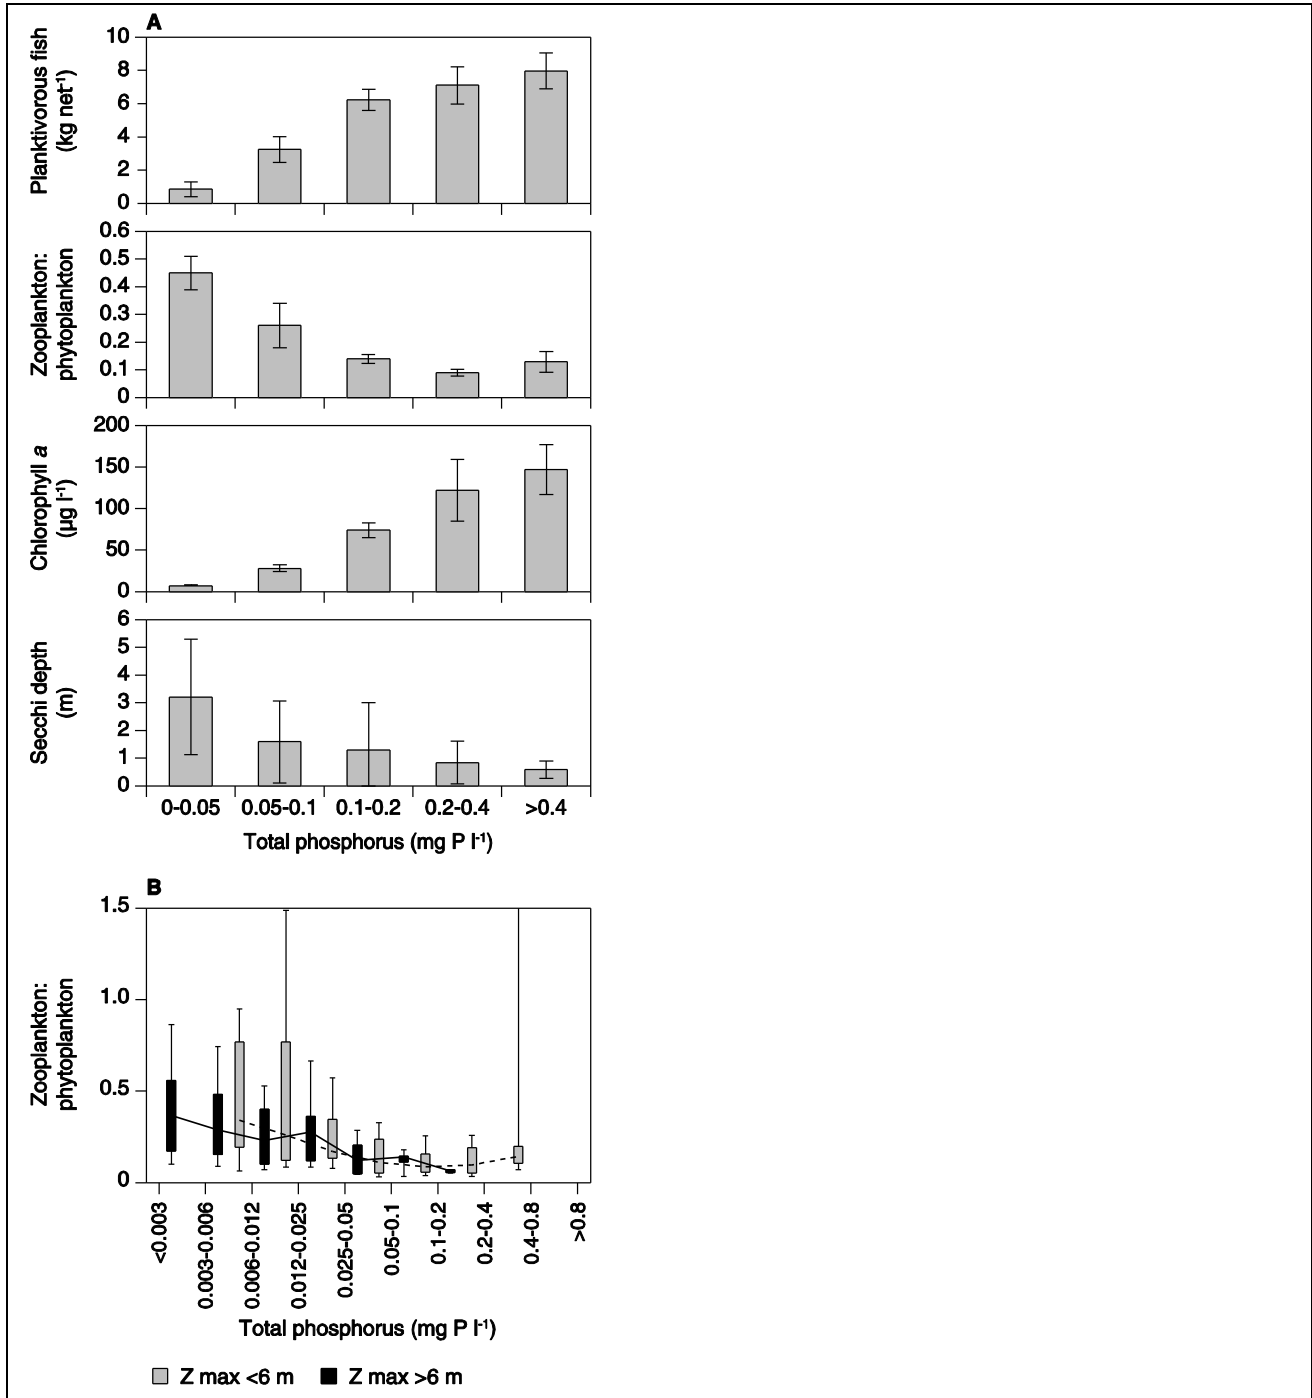 A
Planktivorous fish
(kg net-1)
10
8
6
4
2
0
Zooplankton:
phytoplankton
0.6
0.5
0.4
0.3
0.2
0.1
0
Chlorophyll a
(µg l-1)
200
150
100
50
0
Secchi depth
(m)
6
5
4
3
2
1
0
0-0.05 0.05-0.1 0.1-0.2 0.2-0.4 >0.4
Total phosphorus (mg P l-1)
B
Zooplankton:
phytoplankton
1.5
1.0
0.5
0
<0.003
0.003-0.006
0.006-0.012
0.012-0.025
0.025-0.05
0.05-0.1
0.1-0.2
0.2-0.4
0.4-0.8
>0.8
Total phosphorus (mg P l-1)
Z max <6 m Z max >6 m